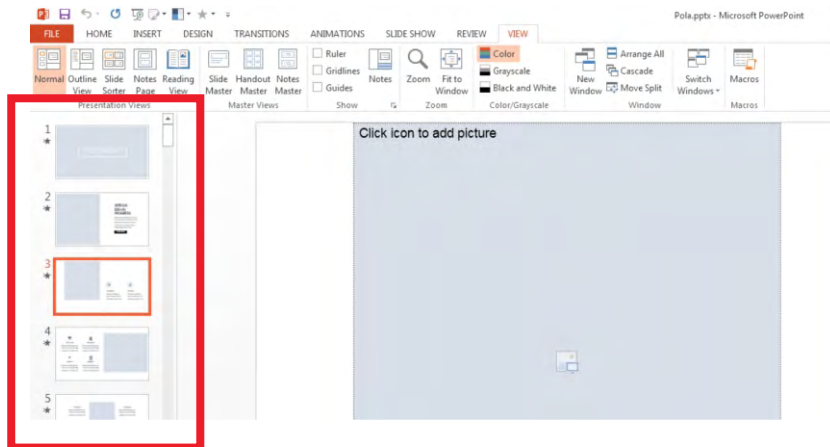 Pola.pptx - Microsoft PowerPoint
FILE HOME INSERT DESIGN TRANSITIONS ANIMATIONS SLIDE SHOW REVIEW VIEW
Normal Outline View Slide Sorter Notes Page Reading View
Presentation Views
Slide Master Handout Master Notes Master
Master Views
Ruler
Gridlines
Guides
Show
Notes
Zoom Fit to Window
Zoom
Color
Grayscale
Black and White
Color/Grayscale
New Window
Arrange All
Cascade
Move Split
Switch Windows
Window
Macros
Macros
1
2
3
4
5
Click icon to add picture